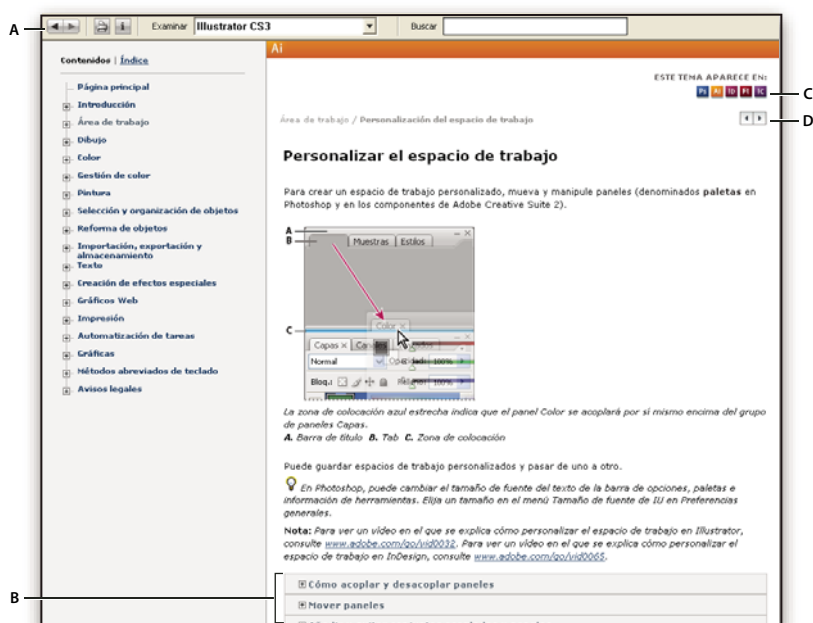 A
Examinar Illustrator CS3
Buscar
Contenidos | Índice
Página principal
Introducción
Área de trabajo
Dibujo
Color
Gestión de color
Pintura
Selección y organización de objetos
Reforma de objetos
Importación, exportación y
almacenamiento
Texto
Creación de efectos especiales
Gráficos Web
Impresión
Automatización de tareas
Gráficas
Métodos abreviados de teclado
Avisos legales
Ai
ESTE TEMA APARECE EN:
Ps Ai ID Fl
C
D
Área de trabajo / Personalización del espacio de trabajo
Personalizar el espacio de trabajo
Para crear un espacio de trabajo personalizado, mueva y manipule paneles (denominados paletas en
Photoshop y en los componentes de Adobe Creative Suite 2).
A
B
Muestras Estilos
Color
C
Capas
Normal 100%
Bloq.: 100%
La zona de colocación azul estrecha indica que el panel Color se acoplará por sí mismo encima del grupo
de paneles Capas.
A. Barra de título B. Tab C. Zona de colocación
Puede guardar espacios de trabajo personalizados y pasar de uno a otro.
En Photoshop, puede cambiar el tamaño de fuente del texto de la barra de opciones, paletas e
información de herramientas. Elija un tamaño en el menú Tamaño de fuente de IU en Preferencias
generales.
Nota: Para ver un vídeo en el que se explica cómo personalizar el espacio de trabajo en Illustrator,
consulte www.adobe.com/go/vid0032. Para ver un vídeo en el que se explica cómo personalizar el
espacio de trabajo en InDesign, consulte www.adobe.com/go/vid0065.
B
Cómo acoplar y desacoplar paneles
Mover paneles